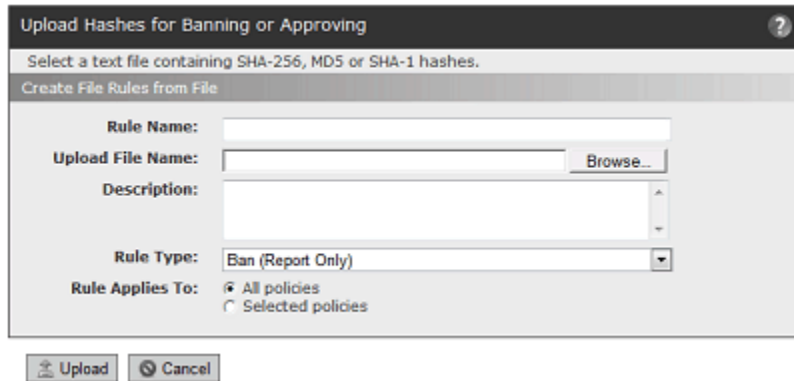 Upload Hashes for Banning or Approving ?
Select a text file containing SHA-256, MD5 or SHA-1 hashes.
Create File Rules from File
Rule Name:
Upload File Name: Browse...
Description:
Rule Type: Ban (Report Only)
Rule Applies To: All policies
Selected policies
Upload Cancel